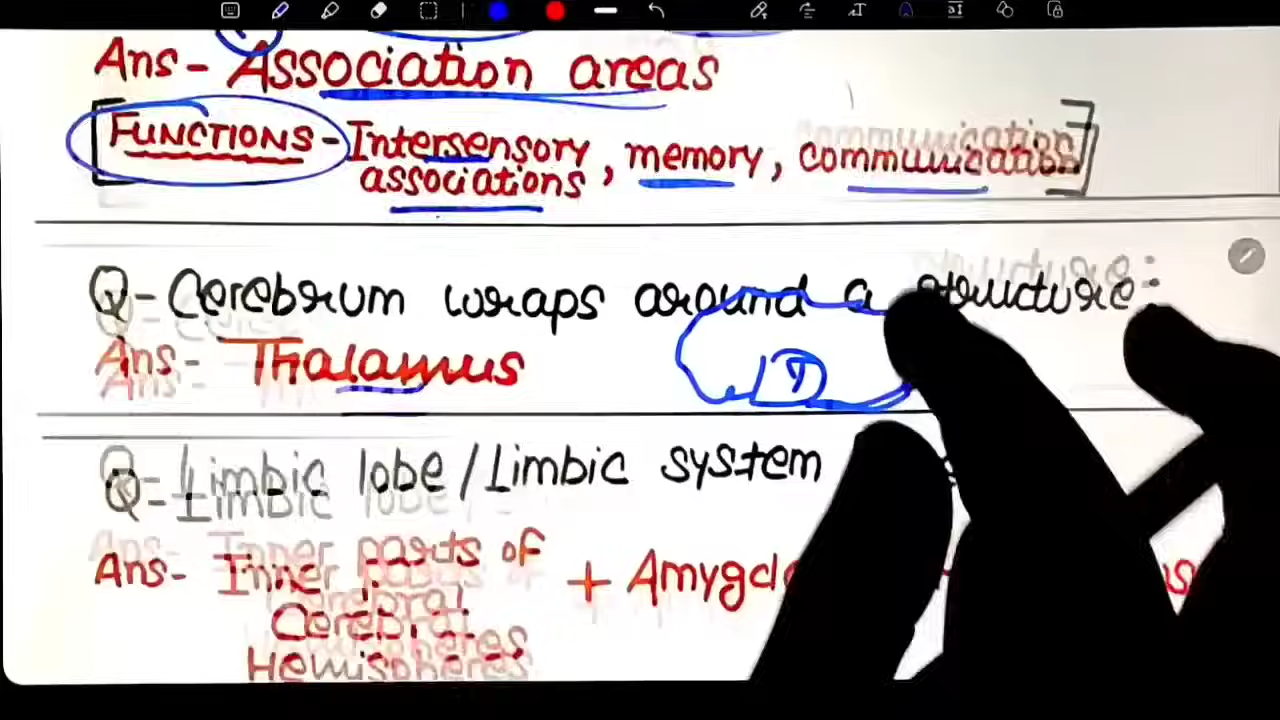 Ans- Association areas
FUNCTIONS- Intersensory associations, memory, communication
Q- Cerebrum wraps around a structure:
Ans- Thalamus
T
Q- Limbic lobe/Limbic system
Ans- Inner parts of
Cerebral
Hemispheres
+